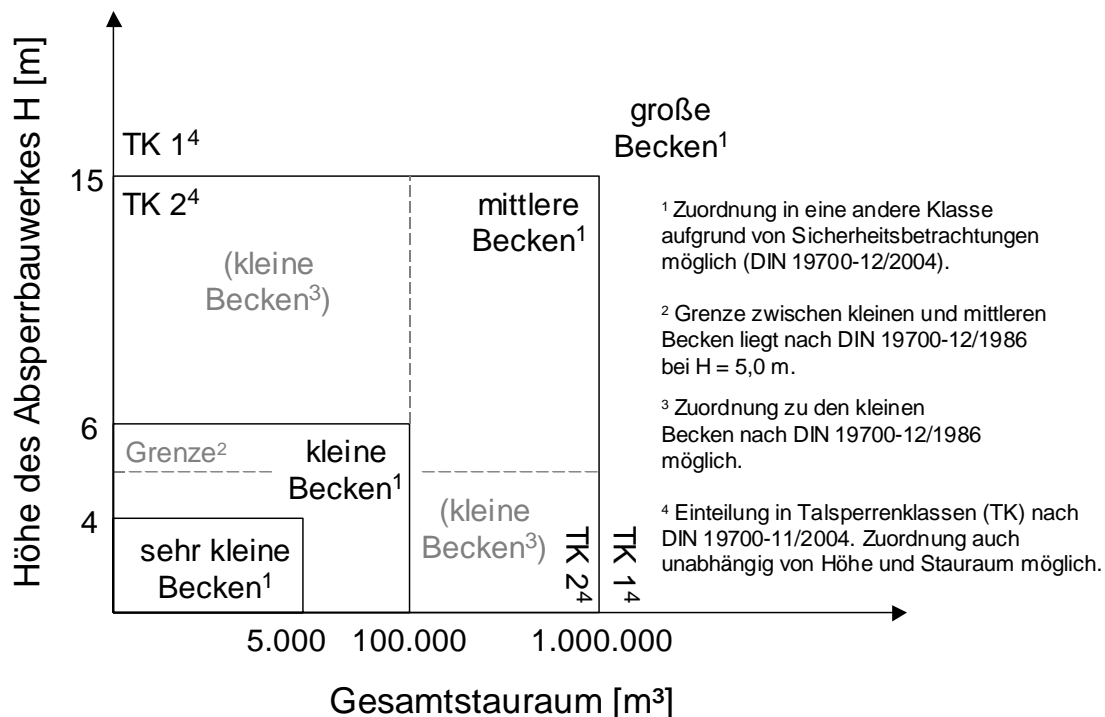 Höhe des Absperrbauwerkes H [m]
große
Becken¹
TK 1⁴
15
TK 2⁴
mittlere
Becken¹
(kleine
Becken³)
6
Grenze²
kleine
Becken¹
4
sehr kleine
Becken¹
(kleine
Becken³)
TK 2⁴
TK 1⁴
5.000
100.000
1.000.000
Gesamtstauraum [m³]
¹ Zuordnung in eine andere Klasse
aufgrund von Sicherheitsbetrachtungen
möglich (DIN 19700-12/2004).
² Grenze zwischen kleinen und mittleren
Becken liegt nach DIN 19700-12/1986
bei H = 5,0 m.
³ Zuordnung zu den kleinen
Becken nach DIN 19700-12/1986
möglich.
⁴ Einteilung in Talsperrenklassen (TK) nach
DIN 19700-11/2004. Zuordnung auch
unabhängig von Höhe und Stauraum möglich.